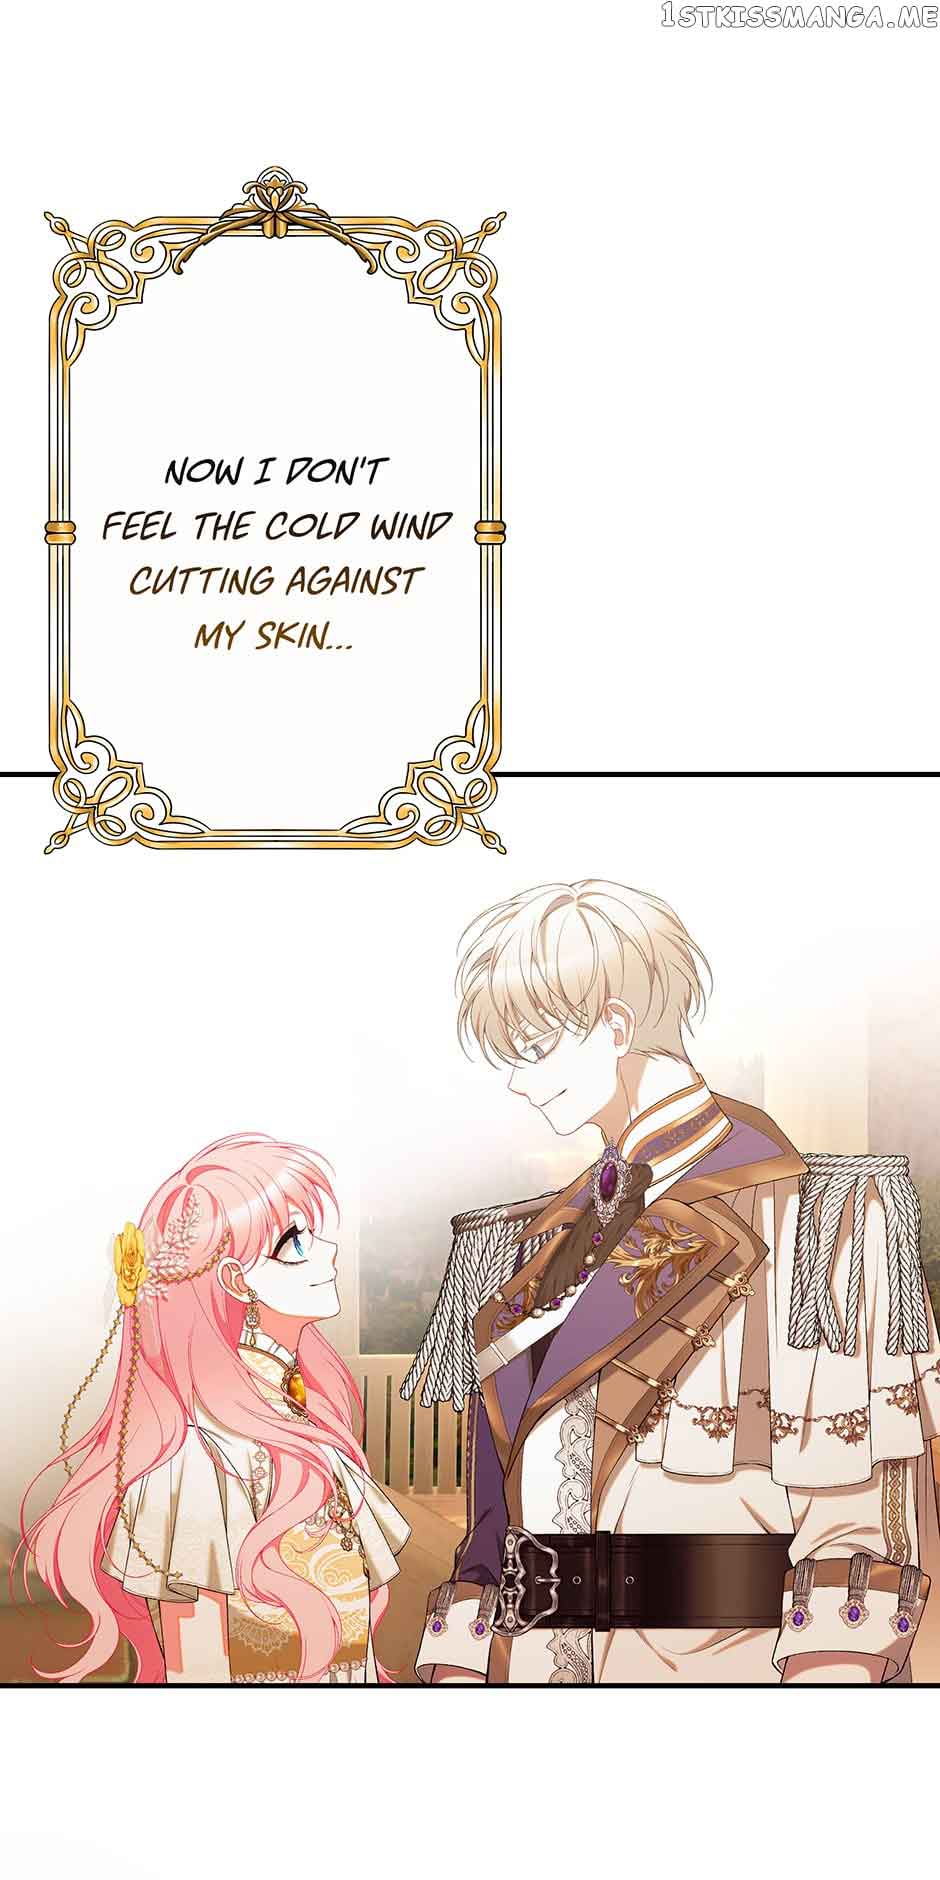 1STKISSMANGA.ME
NOW I DON'T
FEEL THE COLD WIND
CUTTING AGAINST
MY SKIN...